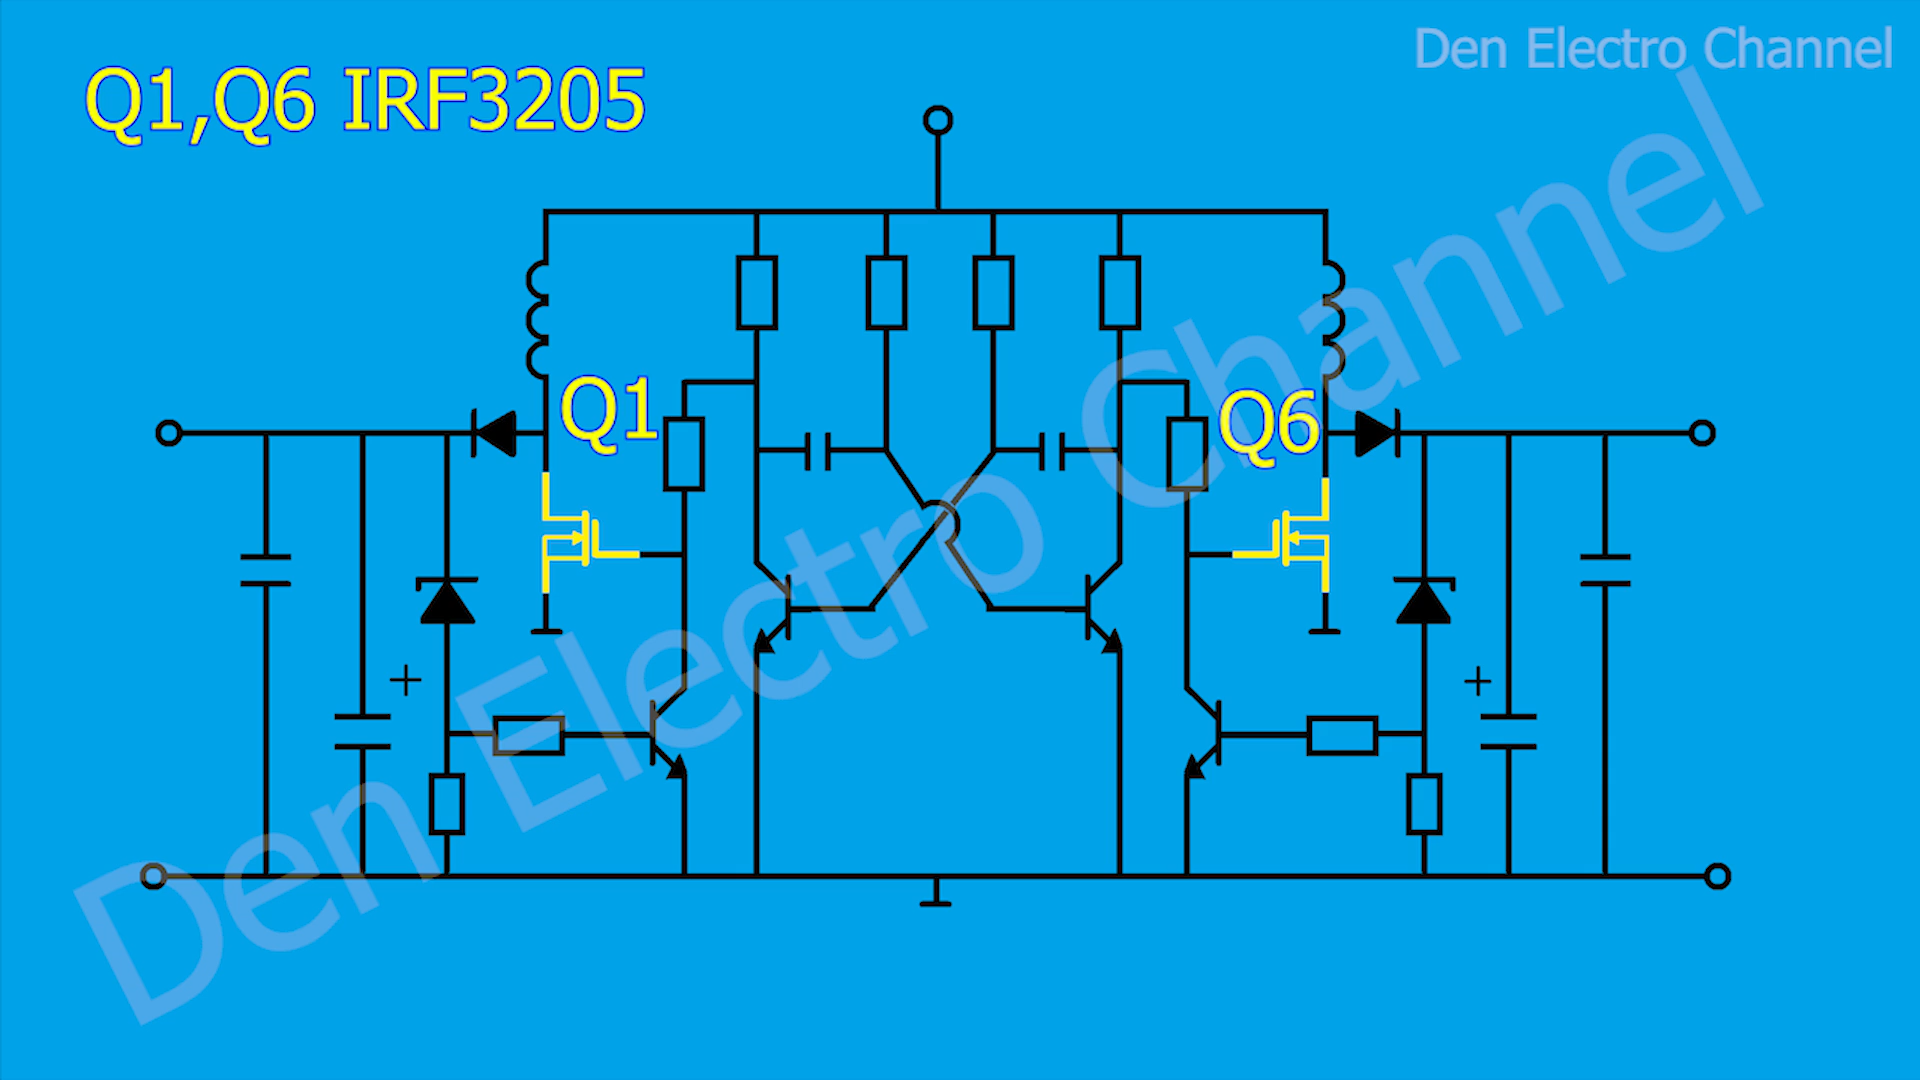 Den Electro Channel
Q1,Q6 IRF3205
Q1
Q6
+
+
Den Electro Channel